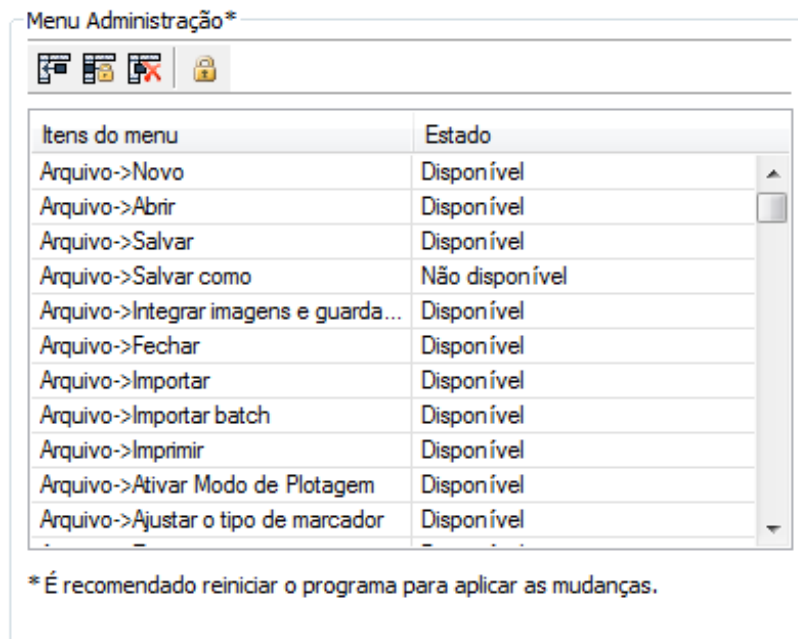 Menu Administração*
Itens do menu Estado
Arquivo->Novo Disponível
Arquivo->Abrir Disponível
Arquivo->Salvar Disponível
Arquivo->Salvar como Não disponível
Arquivo->Integrar imagens e guarda... Disponível
Arquivo->Fechar Disponível
Arquivo->Importar Disponível
Arquivo->Importar batch Disponível
Arquivo->Imprimir Disponível
Arquivo->Ativar Modo de Plotagem Disponível
Arquivo->Ajustar o tipo de marcador Disponível
* É recomendado reiniciar o programa para aplicar as mudanças.